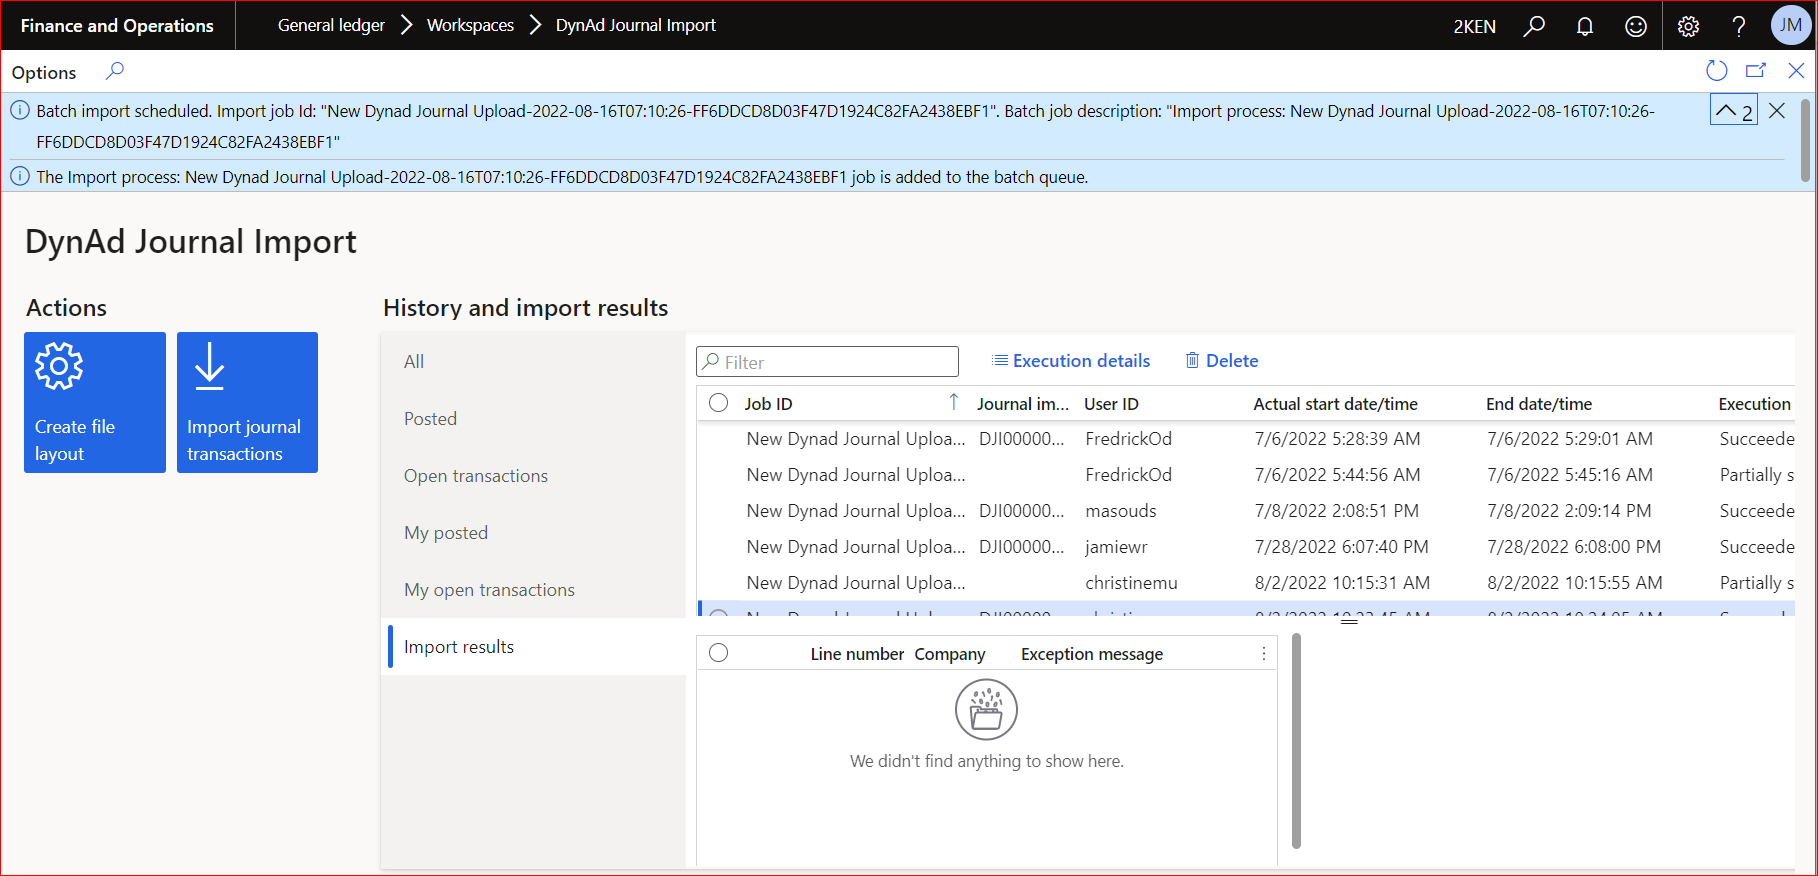 Finance and Operations General ledger Workspaces DynAd Journal Import 2KEN ? JM
Options
Batch import scheduled. Import job Id: "New Dynad Journal Upload-2022-08-16T07:10:26-FF6DDCD8D03F47D1924C82FA2438EBF1". Batch job description: "Import process: New Dynad Journal Upload-2022-08-16T07:10:26-
FF6DDCD8D03F47D1924C82FA2438EBF1"
2
The Import process: New Dynad Journal Upload-2022-08-16T07:10:26-FF6DDCD8D03F47D1924C82FA2438EBF1 job is added to the batch queue.
DynAd Journal Import
Actions
Create file
layout
Import journal
transactions
History and import results
All
Posted
Open transactions
My posted
My open transactions
Import results
Filter Execution details Delete
Job ID Journal im... User ID Actual start date/time End date/time Execution
New Dynad Journal Uploa... DJI00000... FredrickOd 7/6/2022 5:28:39 AM 7/6/2022 5:29:01 AM Succeede
New Dynad Journal Uploa... FredrickOd 7/6/2022 5:44:56 AM 7/6/2022 5:45:16 AM Partially s
New Dynad Journal Uploa... DJI00000... masouds 7/8/2022 2:08:51 PM 7/8/2022 2:09:14 PM Succeede
New Dynad Journal Uploa... DJI00000... jamiewr 7/28/2022 6:07:40 PM 7/28/2022 6:08:00 PM Succeede
New Dynad Journal Uploa... christinemu 8/2/2022 10:15:31 AM 8/2/2022 10:15:55 AM Partially s
Line number Company Exception message
We didn't find anything to show here.